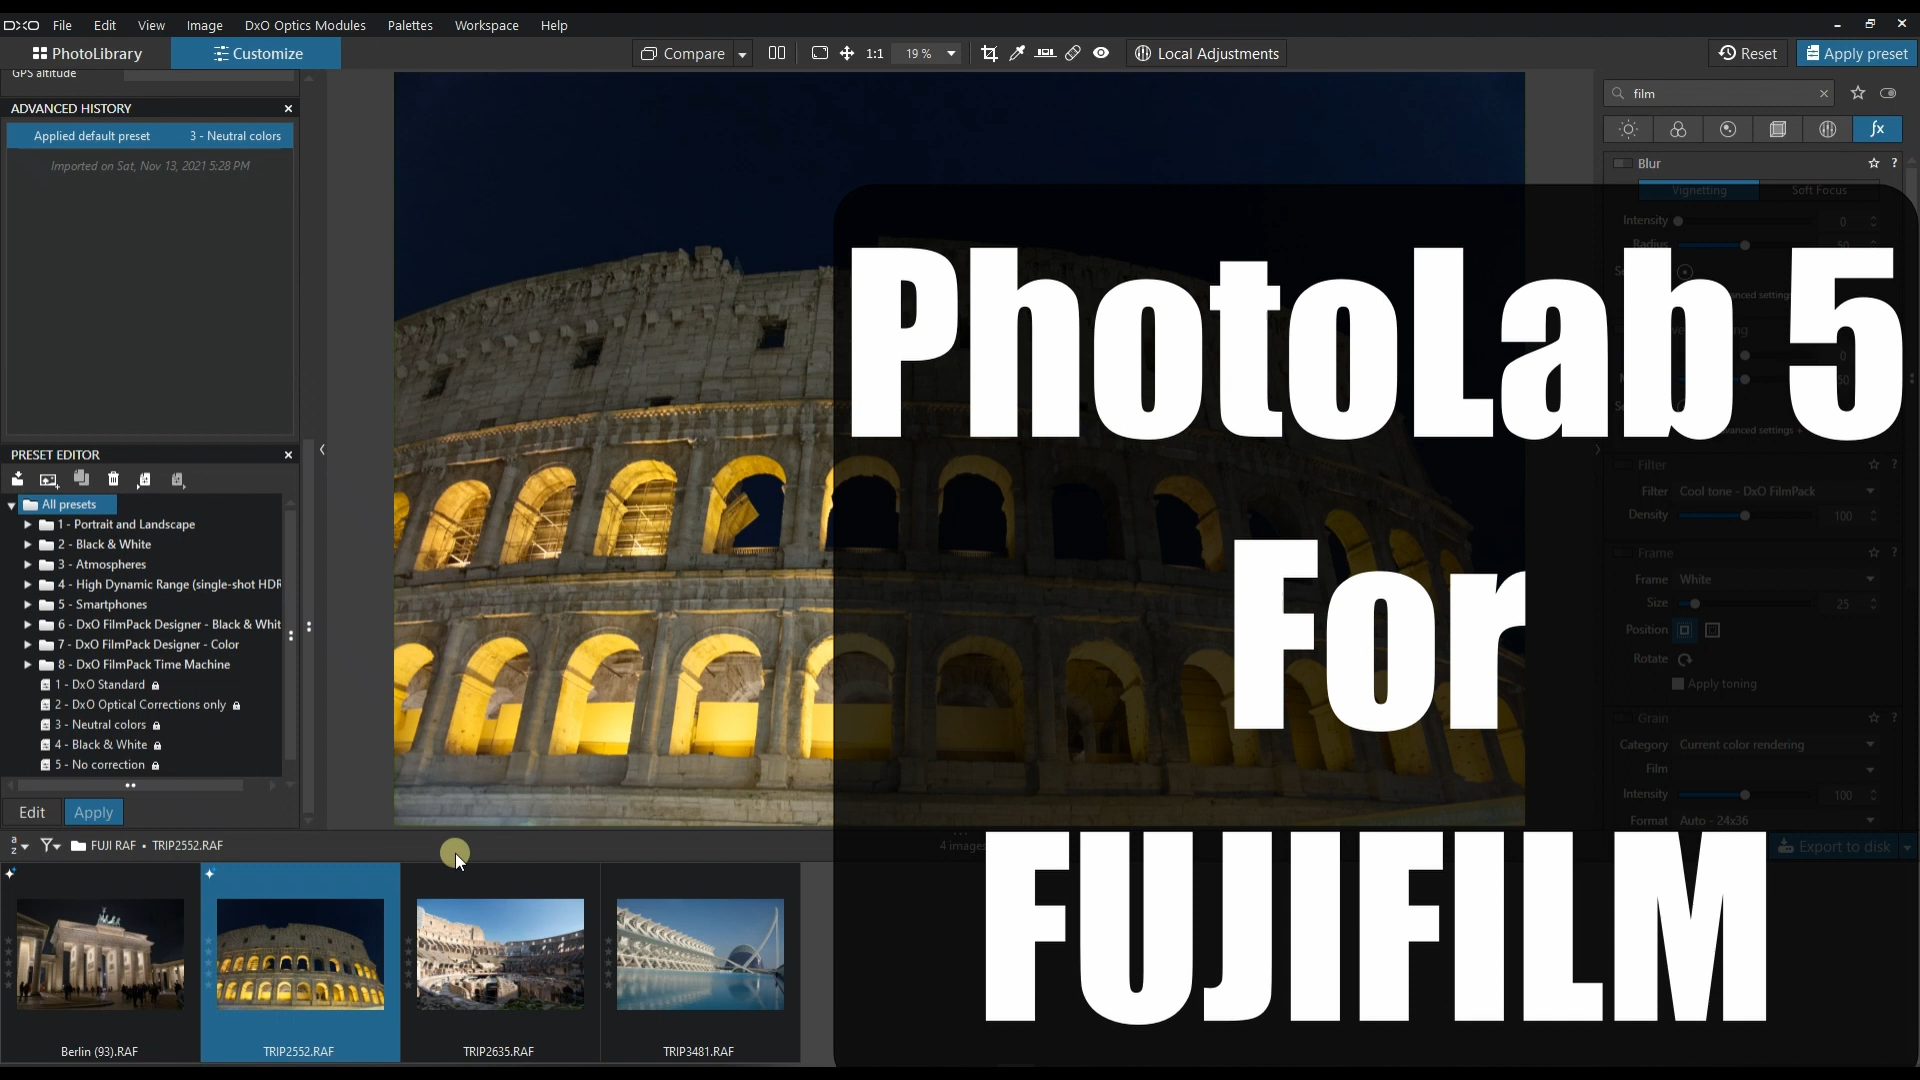 DXO File Edit View Image DxO Optics Modules Palettes Workspace Help
PhotoLibrary Customize Compare 1:1 19 % Local Adjustments Reset Apply preset
GPS altitude
film
ADVANCED HISTORY
Applied default preset 3 - Neutral colors
Imported on Sat, Nov 13, 2021 5:28 PM
fx
Blur
Vignetting Soft Focus
Intensity 0
Radius 50
PhotoLab 5
For
FUJIFILM
Filter
Filter Cool tone - DxO FilmPack
Density 100
Frame
Frame White
Size 25
Position
Rotate
Apply toning
Grain
Category Current color rendering
Film
Intensity 100
Format Auto - 24x36
PRESET EDITOR
All presets
1 - Portrait and Landscape
2 - Black & White
3 - Atmospheres
4 - High Dynamic Range (single-shot HDR
5 - Smartphones
6 - DxO FilmPack Designer - Black & Whit
7 - DxO FilmPack Designer - Color
8 - DxO FilmPack Time Machine
1 - DxO Standard
2 - DxO Optical Corrections only
3 - Neutral colors
4 - Black & White
5 - No correction
Edit Apply
FUJI RAF • TRIP2552.RAF
4 images
Export to disk
Berlin (93).RAF
TRIP2552.RAF
TRIP2635.RAF
TRIP3481.RAF